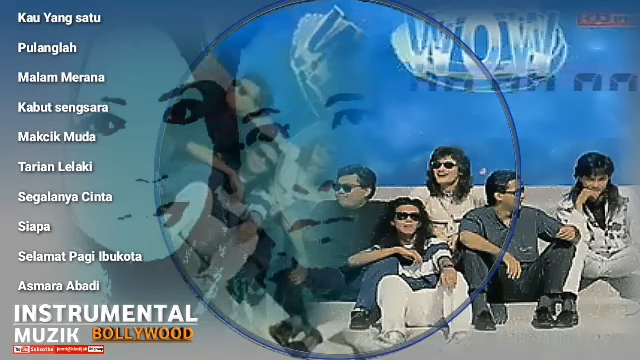 Kau Yang satu
Pulanglah
Malam Merana
Kabut sengsara
Makcik Muda
Tarian Lelaki
Segalanya Cinta
Siapa
Selamat Pagi Ibukota
Asmara Abadi
INSTRUMENTAL
MUZIK BOLLYWOOD
Subscribe
WOW